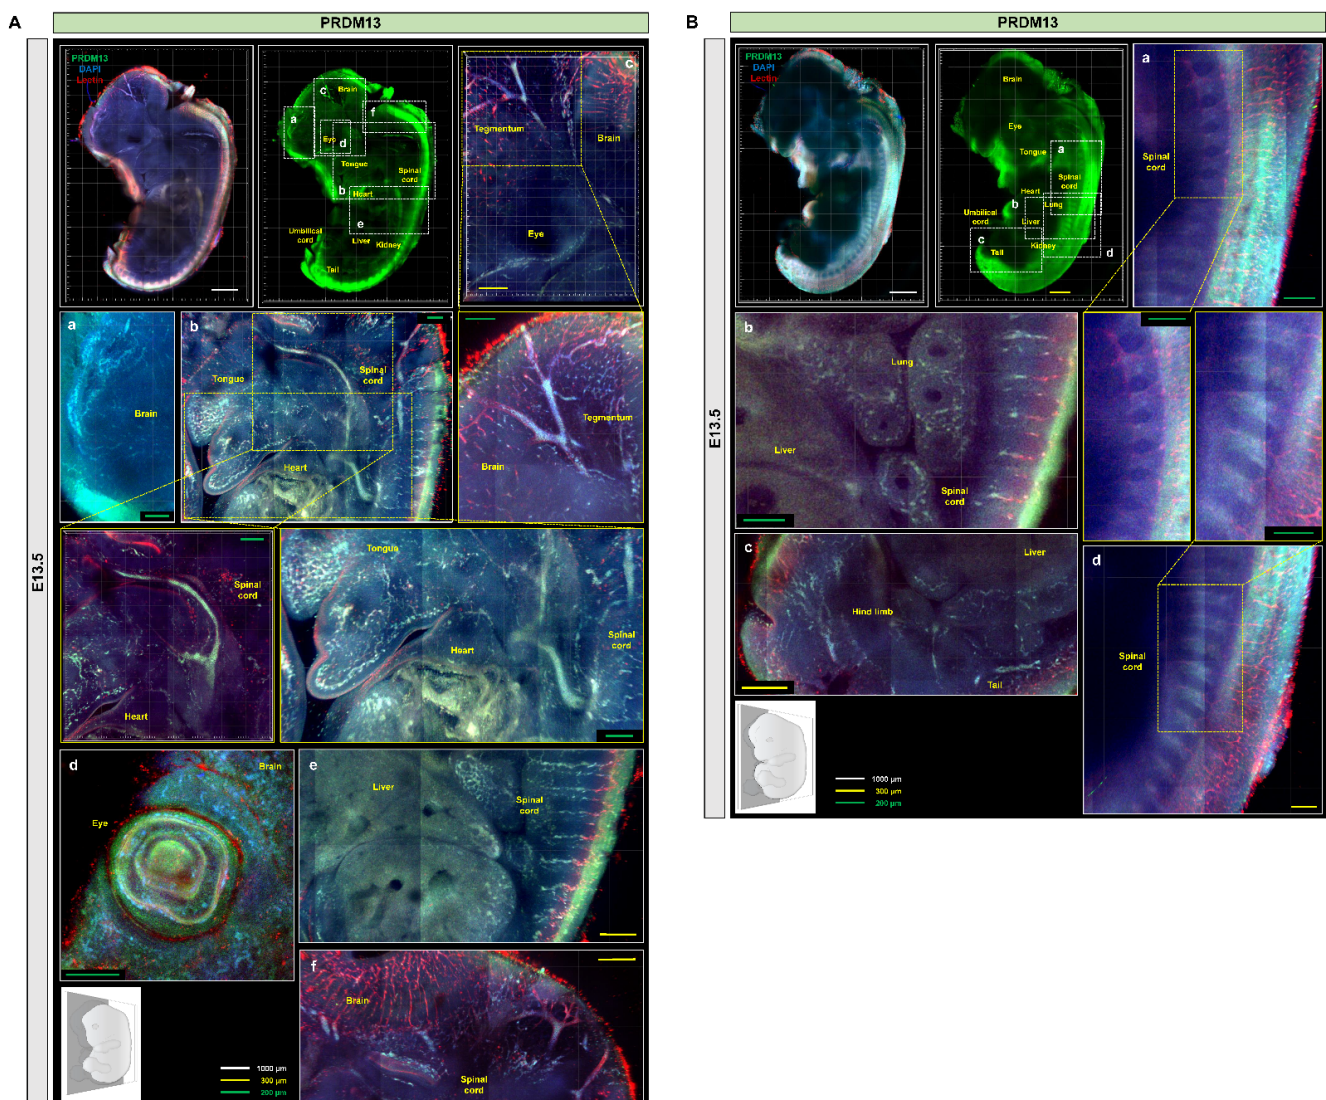 A
PRDM13
E13.5
PRDM13
DAPI
Lectin
c
Brain
f
a
Eye
d
Tongue
Spinal
cord
b
Heart
e
Umbilical
cord
Liver
Kidney
Tail
c
Tegmentum
Brain
Eye
a
Brain
b
Tongue
Spinal
cord
Heart
Tegmentum
Brain
Spinal
cord
Heart
Tongue
Heart
Spinal
cord
d
Brain
Eye
e
Liver
Spinal
cord
f
Brain
Spinal
cord
1000 µm
300 µm
200 µm
B
PRDM13
E13.5
PRDM13
DAPI
Lectin
Brain
Eye
Tongue
a
Spinal
cord
Heart
b
Lung
Umbilical
cord
Liver
c
Kidney
Tail
d
a
Spinal
cord
b
Lung
Liver
Spinal
cord
c
Liver
Hind limb
Tail
d
Spinal
cord
1000 µm
300 µm
200 µm